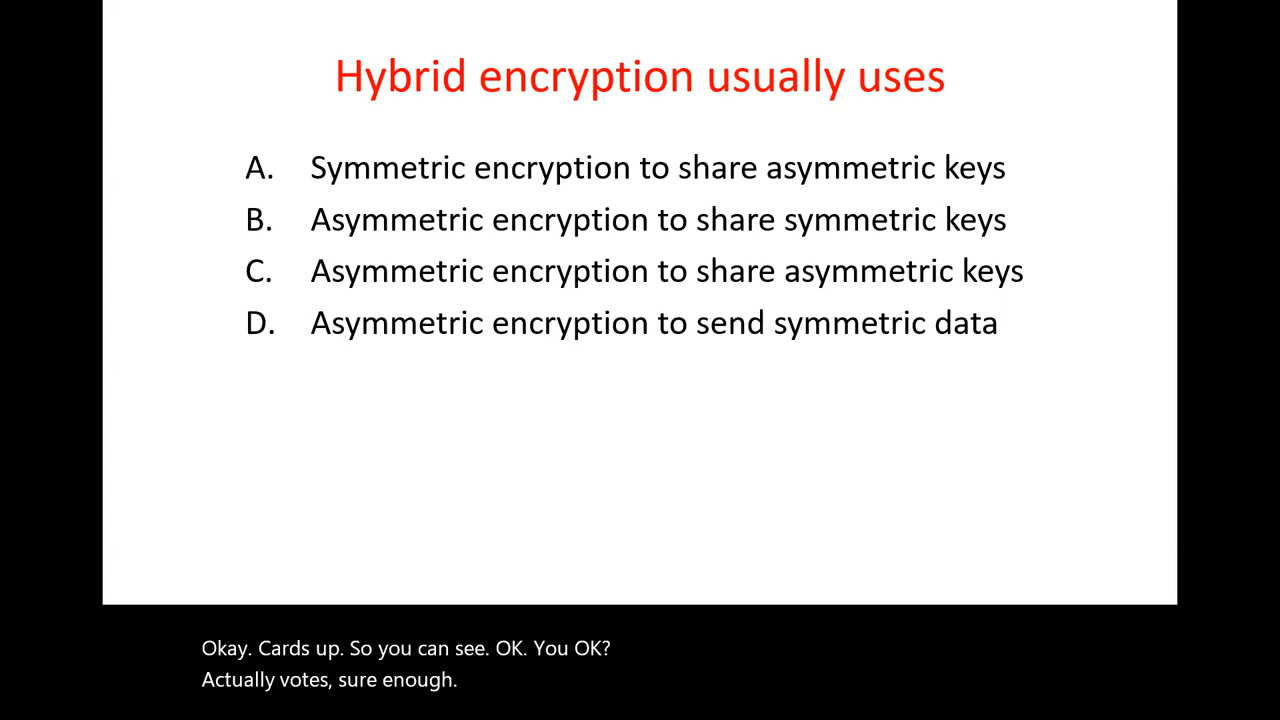 Hybrid encryption usually uses
A. Symmetric encryption to share asymmetric keys
B. Asymmetric encryption to share symmetric keys
C. Asymmetric encryption to share asymmetric keys
D. Asymmetric encryption to send symmetric data
Okay. Cards up. So you can see. OK. You OK?
Actually votes, sure enough.